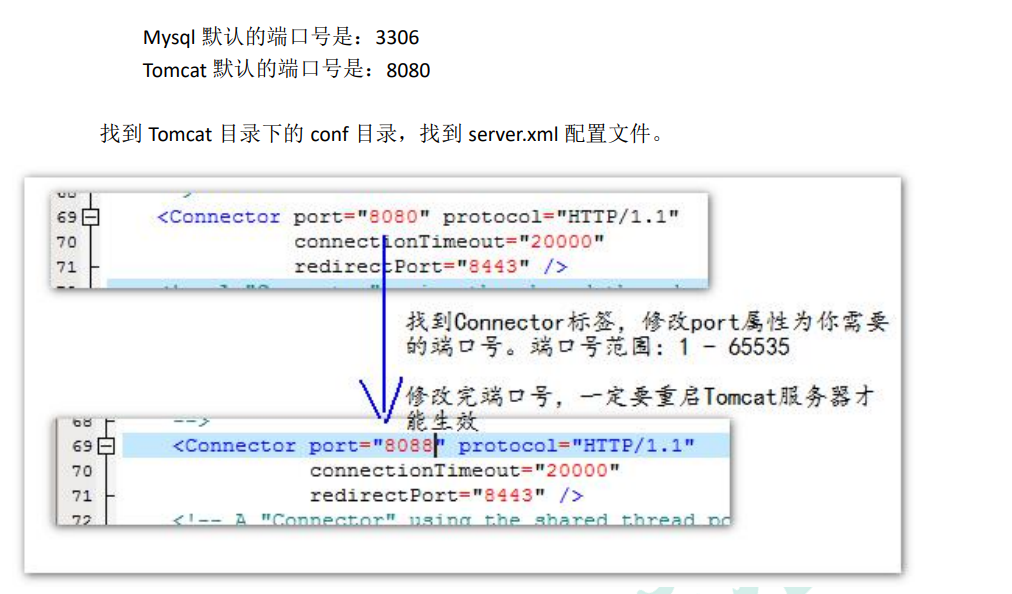 Mysql 默认的端口号是：3306
Tomcat 默认的端口号是：8080
找到 Tomcat 目录下的 conf 目录，找到 server.xml 配置文件。
69 <Connector port="8080" protocol="HTTP/1.1"
70 connectionTimeout="20000"
71 redirectPort="8443" />
找到Connector标签，修改port属性为你需要
的端口号。端口号范围：1 - 65535
修改完端口号，一定要重启Tomcat服务器才
能生效
68 -->
69 <Connector port="8088" protocol="HTTP/1.1"
70 connectionTimeout="20000"
71 redirectPort="8443" />
72 <!-- A "Connector" using the shared thread po